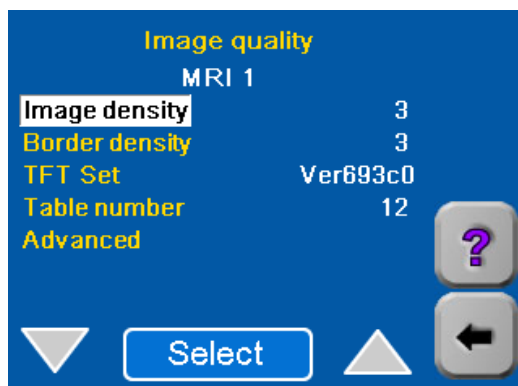 Image quality
MRI 1
Image density 3
Border density 3
TFT Set Ver693c0
Table number 12
Advanced
?
Select